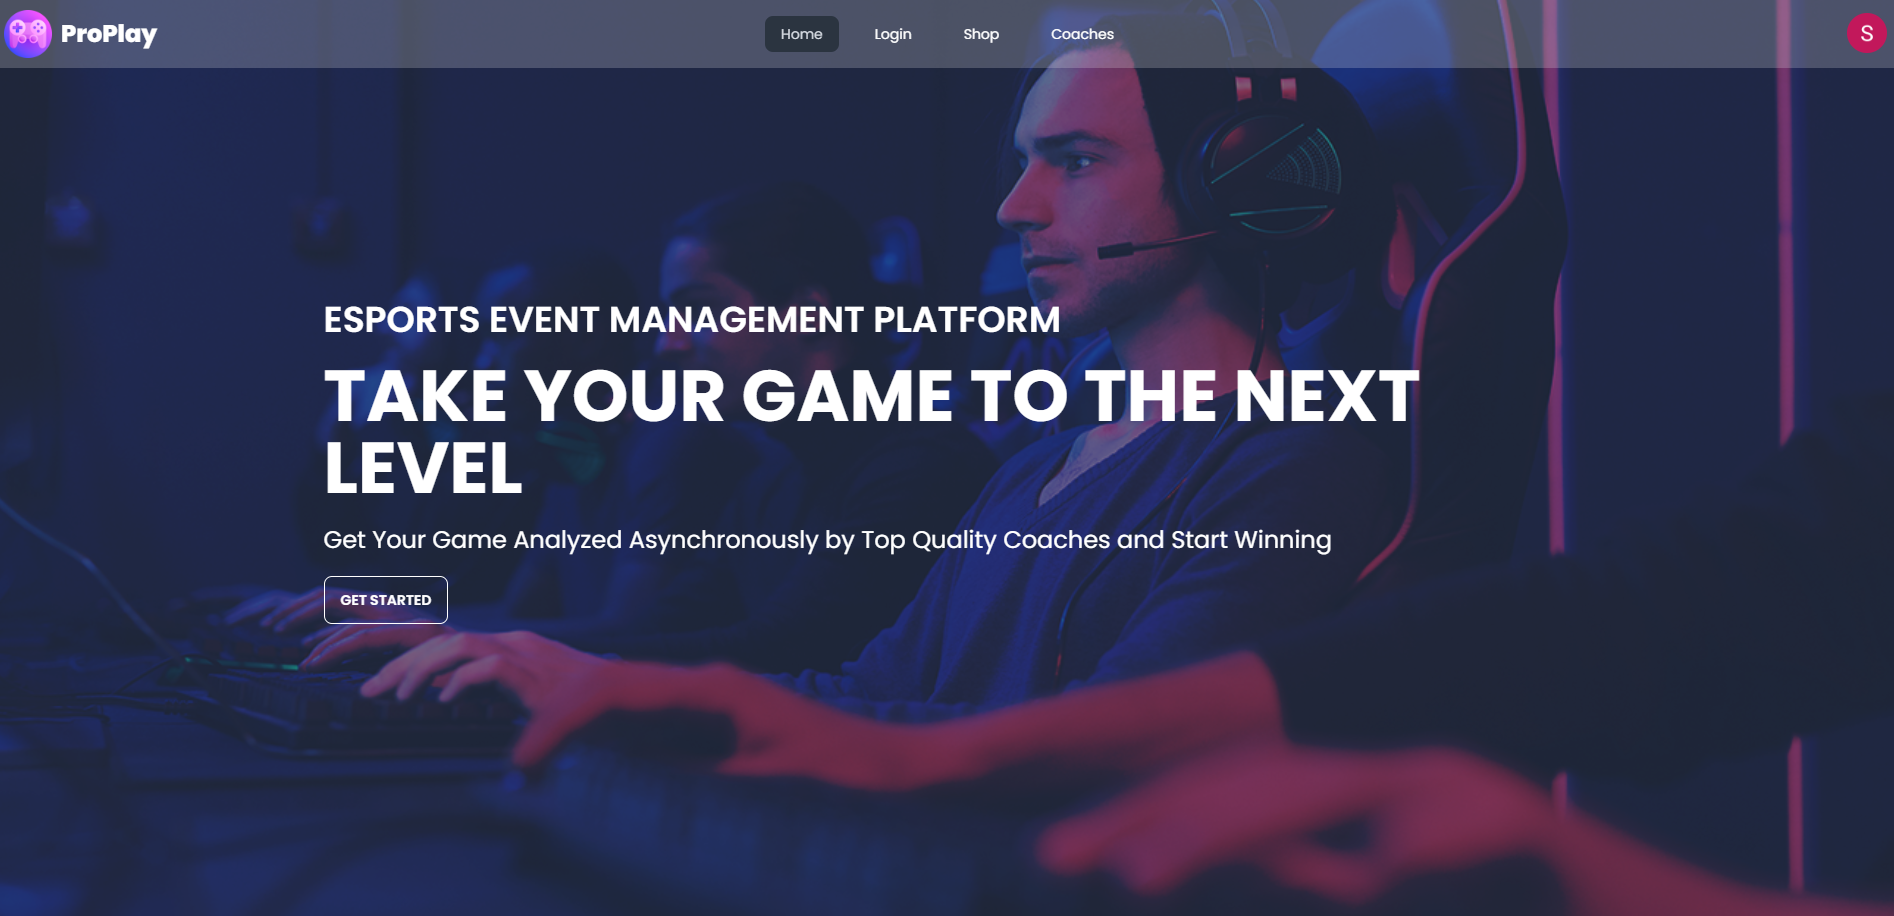 ProPlay
Home
Login
Shop
Coaches
S
ESPORTS EVENT MANAGEMENT PLATFORM
TAKE YOUR GAME TO THE NEXT
LEVEL
Get Your Game Analyzed Asynchronously by Top Quality Coaches and Start Winning
GET STARTED